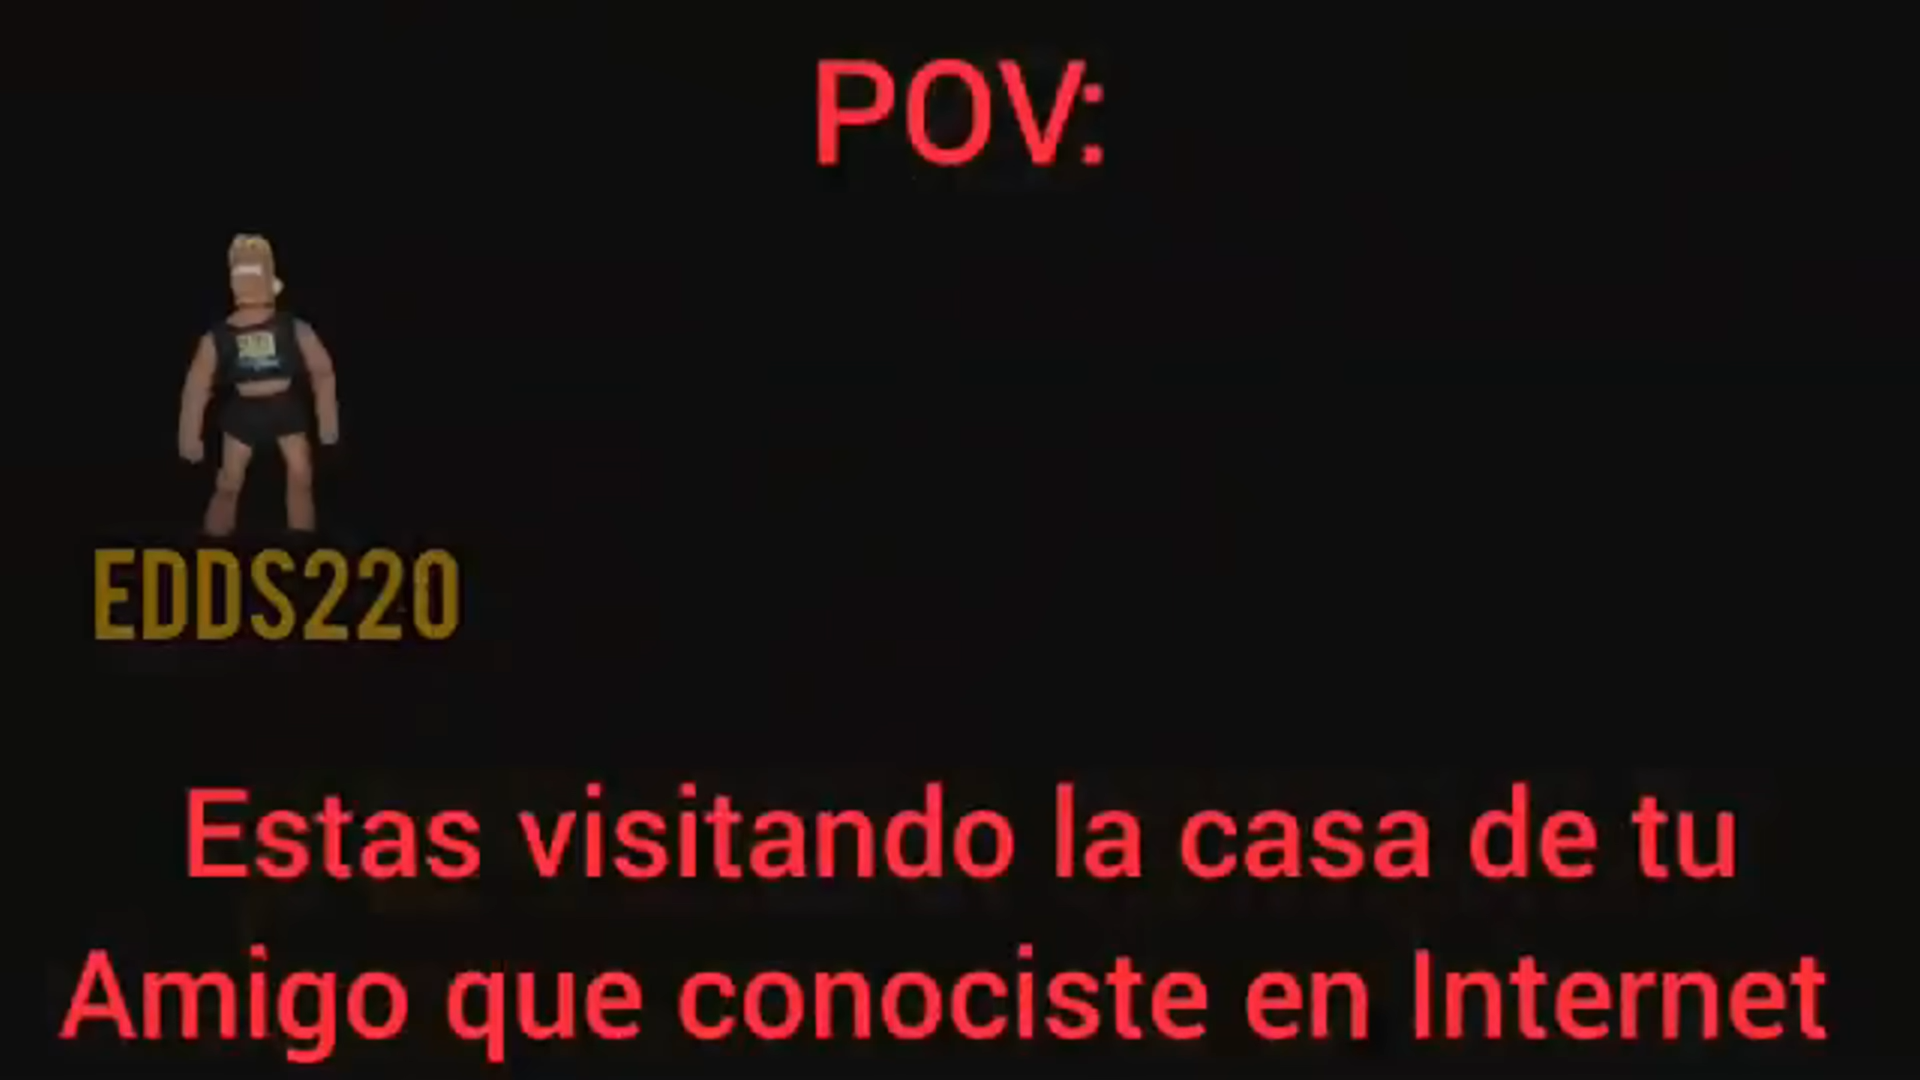 POV:
EDDS220
Estas visitando la casa de tu
Amigo que conociste en Internet